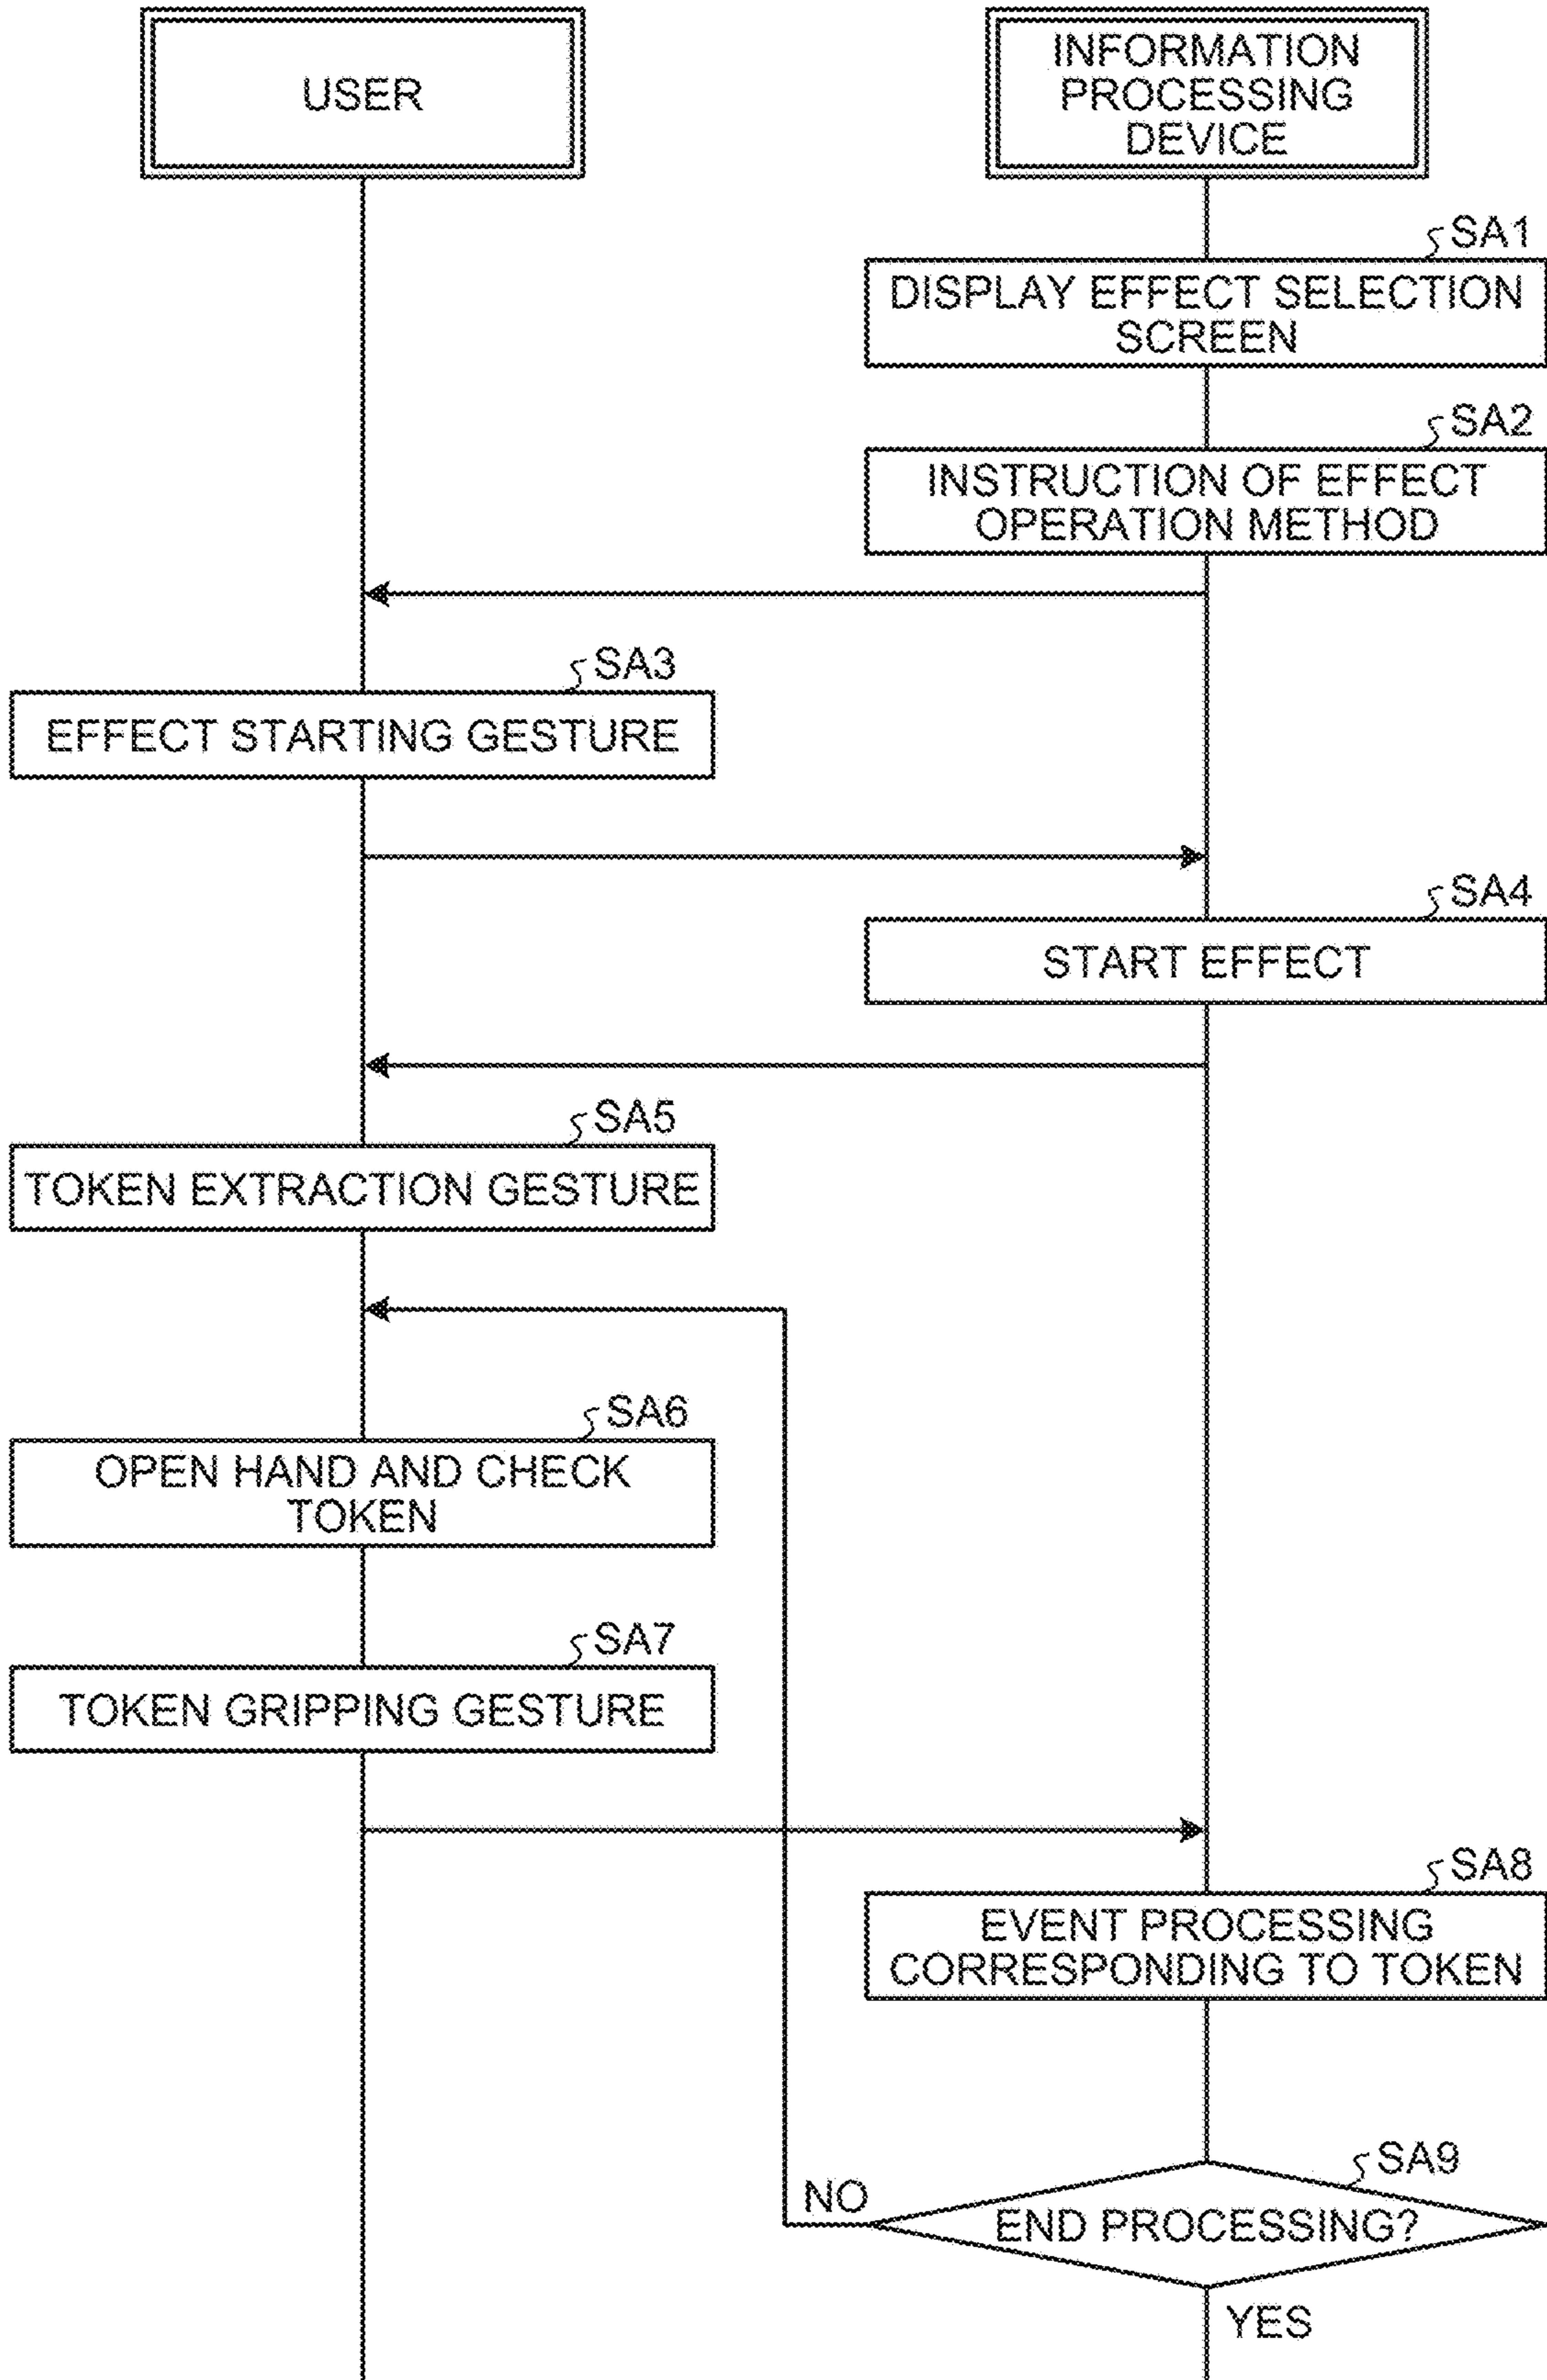 USER
INFORMATION
PROCESSING
DEVICE
SA1
DISPLAY EFFECT SELECTION
SCREEN
SA2
INSTRUCTION OF EFFECT
OPERATION METHOD
SA3
EFFECT STARTING GESTURE
SA4
START EFFECT
SA5
TOKEN EXTRACTION GESTURE
SA6
OPEN HAND AND CHECK
TOKEN
SA7
TOKEN GRIPPING GESTURE
SA8
EVENT PROCESSING
CORRESPONDING TO TOKEN
SA9
NO
END PROCESSING?
YES